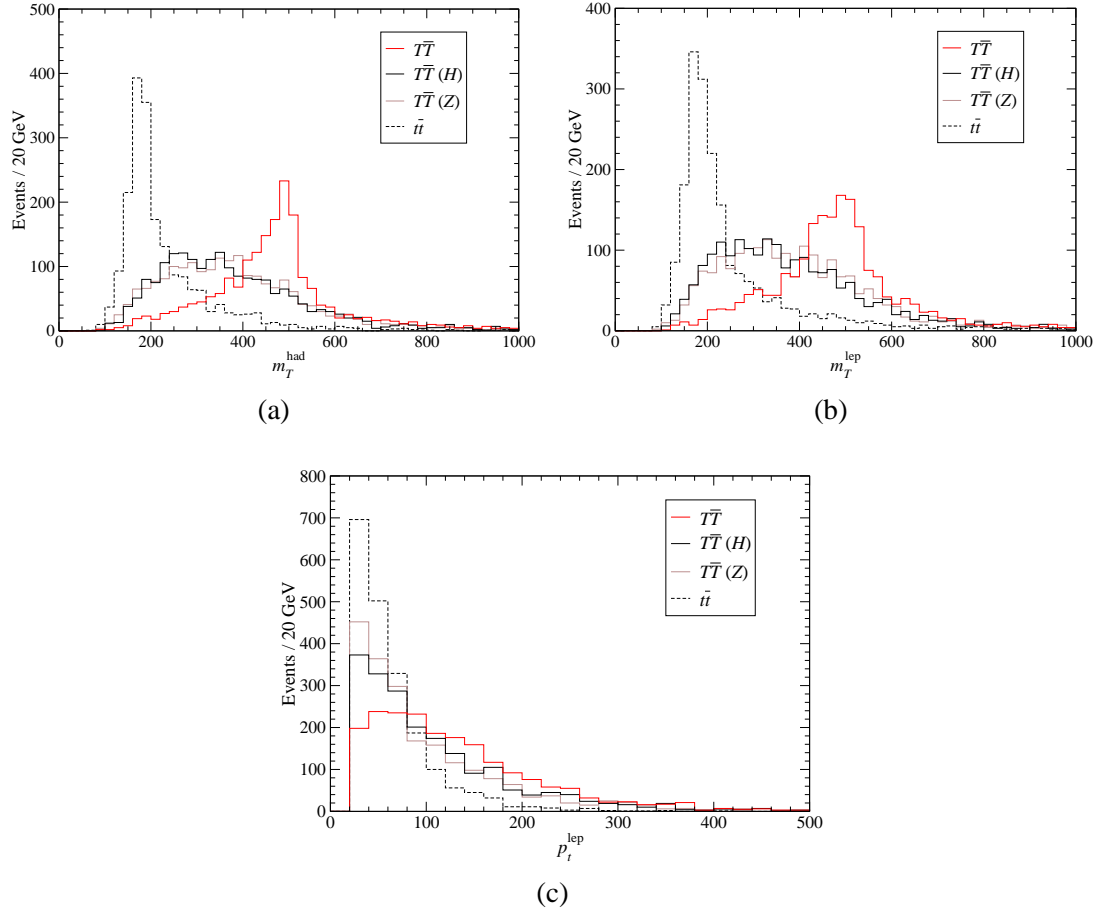 500
400
300
200
100
0
Events / 20 GeV
0 200 400 600 800 1000
m_T^had
TT̅
TT̅ (H)
TT̅ (Z)
tt̅
(a)
400
300
200
100
0
Events / 20 GeV
0 200 400 600 800 1000
m_T^lep
TT̅
TT̅ (H)
TT̅ (Z)
tt̅
(b)
800
700
600
500
400
300
200
100
0
Events / 20 GeV
0 100 200 300 400 500
p_t^lep
TT̅
TT̅ (H)
TT̅ (Z)
tt̅
(c)